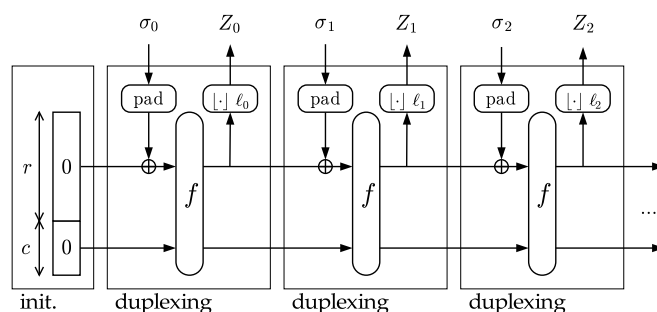 σ₀ Z₀ σ₁ Z₁ σ₂ Z₂
pad ⌊·⌋ ℓ₀ pad ⌊·⌋ ℓ₁ pad ⌊·⌋ ℓ₂
r 0 f f f
c 0 ...
init. duplexing duplexing duplexing